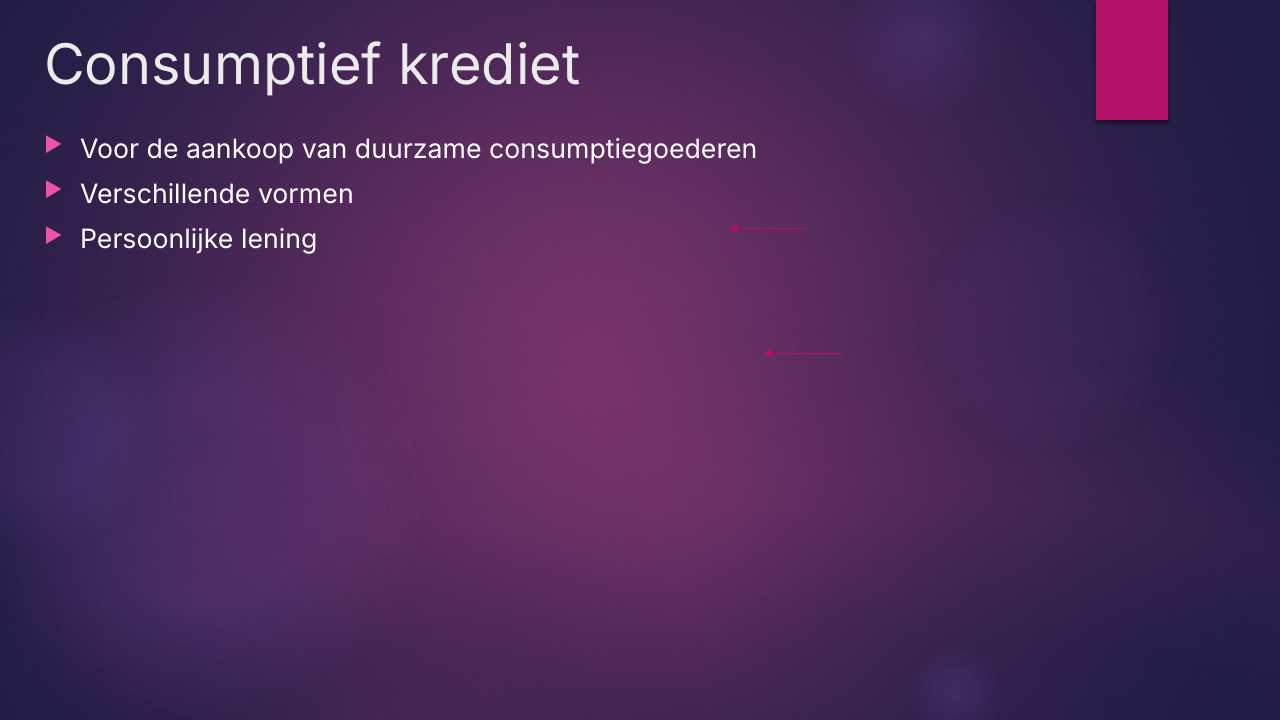 Consumptief krediet
Voor de aankoop van duurzame consumptiegoederen
Verschillende vormen
Persoonlijke lening